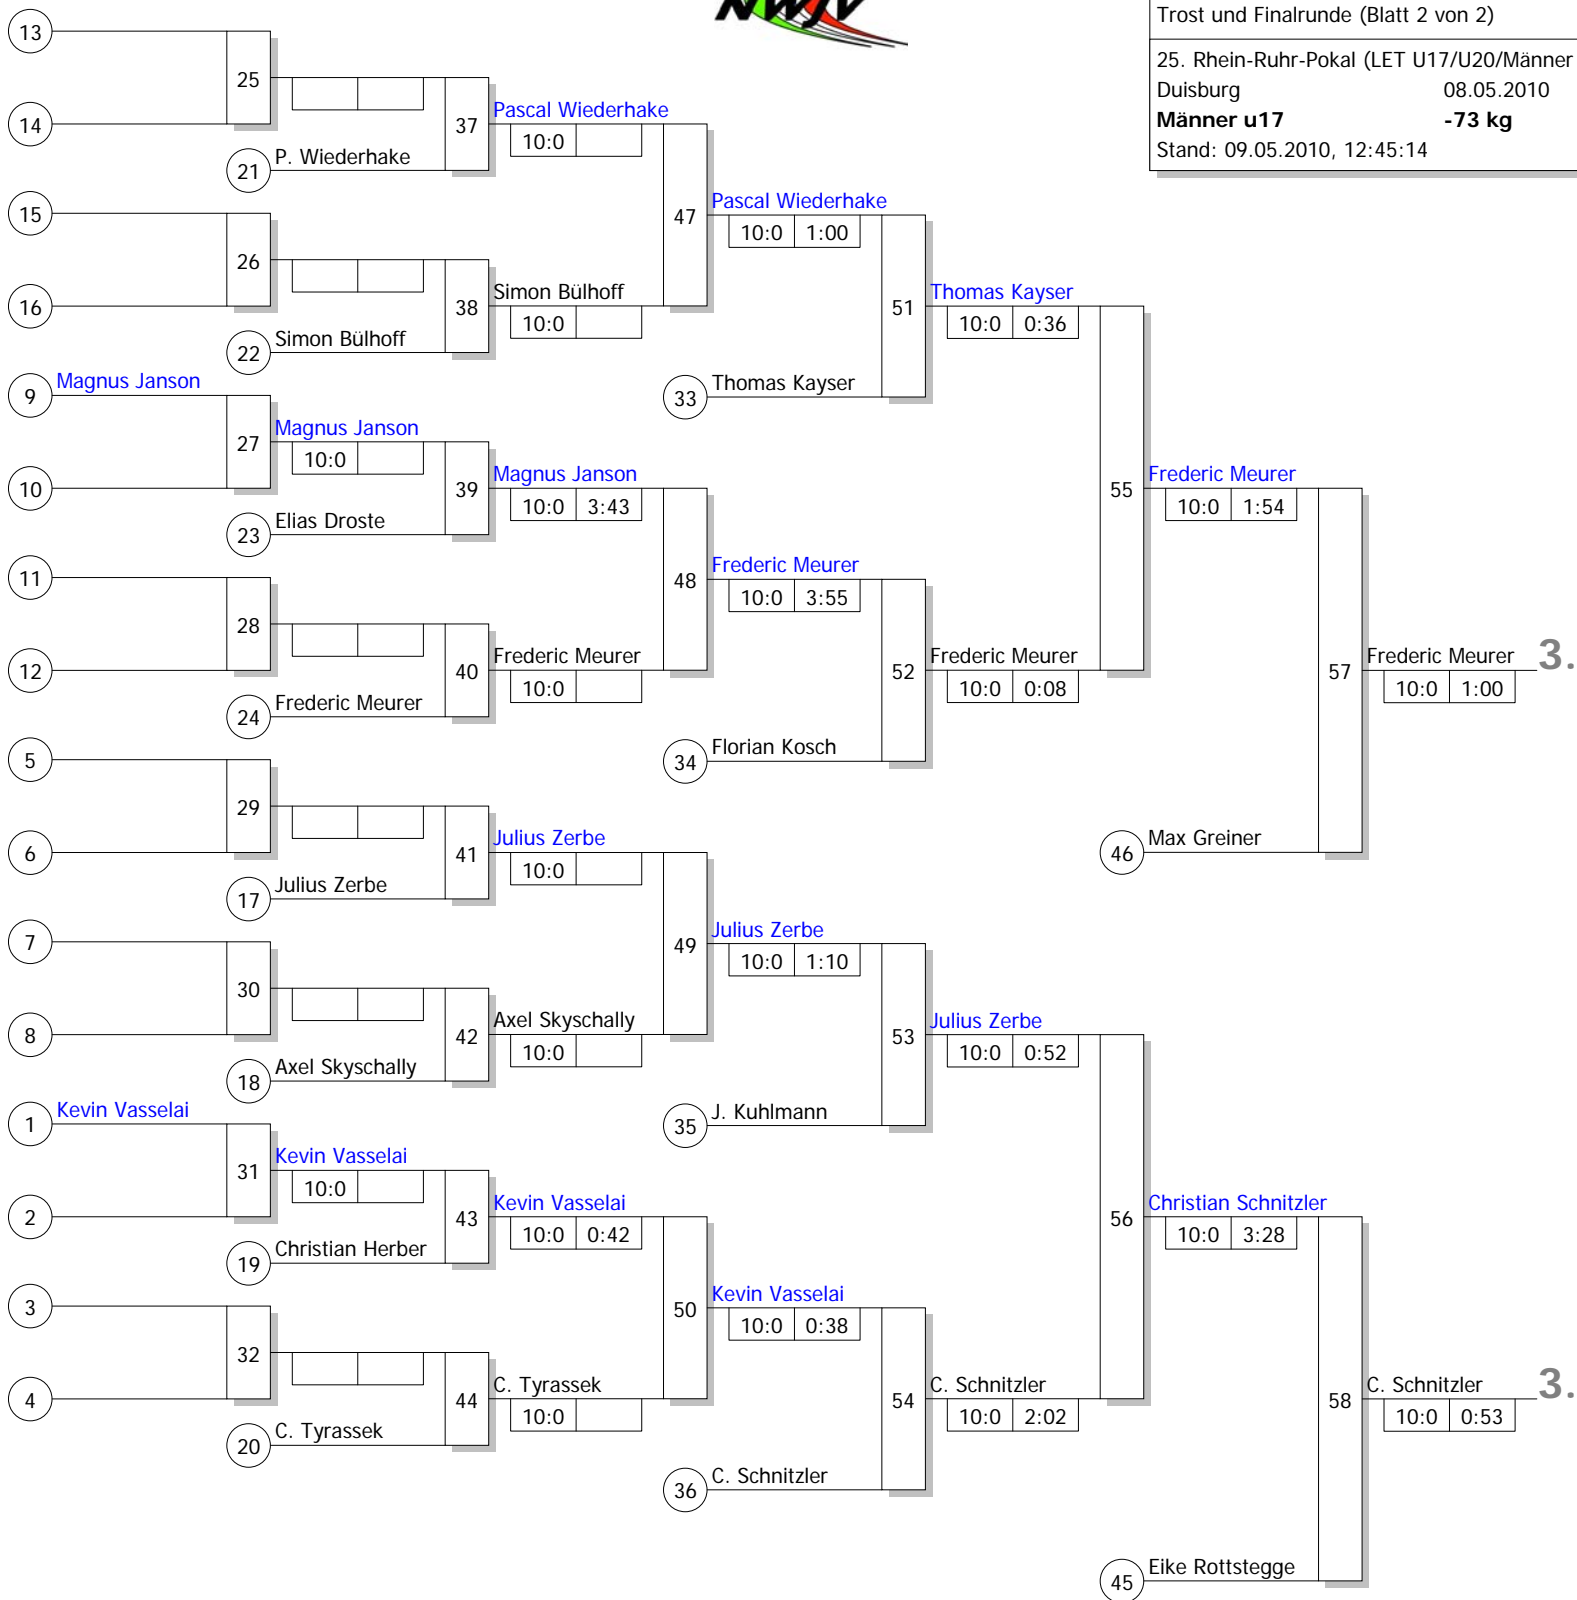 NWJV
Trost und Finalrunde (Blatt 2 von 2)
25. Rhein-Ruhr-Pokal (LET U17/U20/Männer
Duisburg 08.05.2010
Männer u17 -73 kg
Stand: 09.05.2010, 12:45:14
13
25
14
37
Pascal Wiederhake
10:0
21
P. Wiederhake
15
26
16
47
Pascal Wiederhake
10:0 1:00
38
Simon Bülhoff
10:0
22
Simon Bülhoff
51
Thomas Kayser
10:0 0:36
33
Thomas Kayser
9
Magnus Janson
27
Magnus Janson
10:0
10
39
Magnus Janson
10:0 3:43
23
Elias Droste
11
28
12
48
Frederic Meurer
10:0 3:55
40
Frederic Meurer
10:0
24
Frederic Meurer
52
Frederic Meurer
10:0 0:08
34
Florian Kosch
55
Frederic Meurer
10:0 1:54
57
Frederic Meurer
10:0 1:00
3.
46
Max Greiner
5
29
6
41
Julius Zerbe
10:0
17
Julius Zerbe
7
30
8
49
Julius Zerbe
10:0 1:10
42
Axel Skyschally
10:0
18
Axel Skyschally
53
Julius Zerbe
10:0 0:52
35
J. Kuhlmann
1
Kevin Vasselai
31
Kevin Vasselai
10:0
2
43
Kevin Vasselai
10:0 0:42
19
Christian Herber
3
32
4
50
Kevin Vasselai
10:0 0:38
44
C. Tyrassek
10:0
20
C. Tyrassek
54
C. Schnitzler
10:0 2:02
36
C. Schnitzler
56
Christian Schnitzler
10:0 3:28
58
C. Schnitzler
10:0 0:53
3.
45
Eike Rottstegge